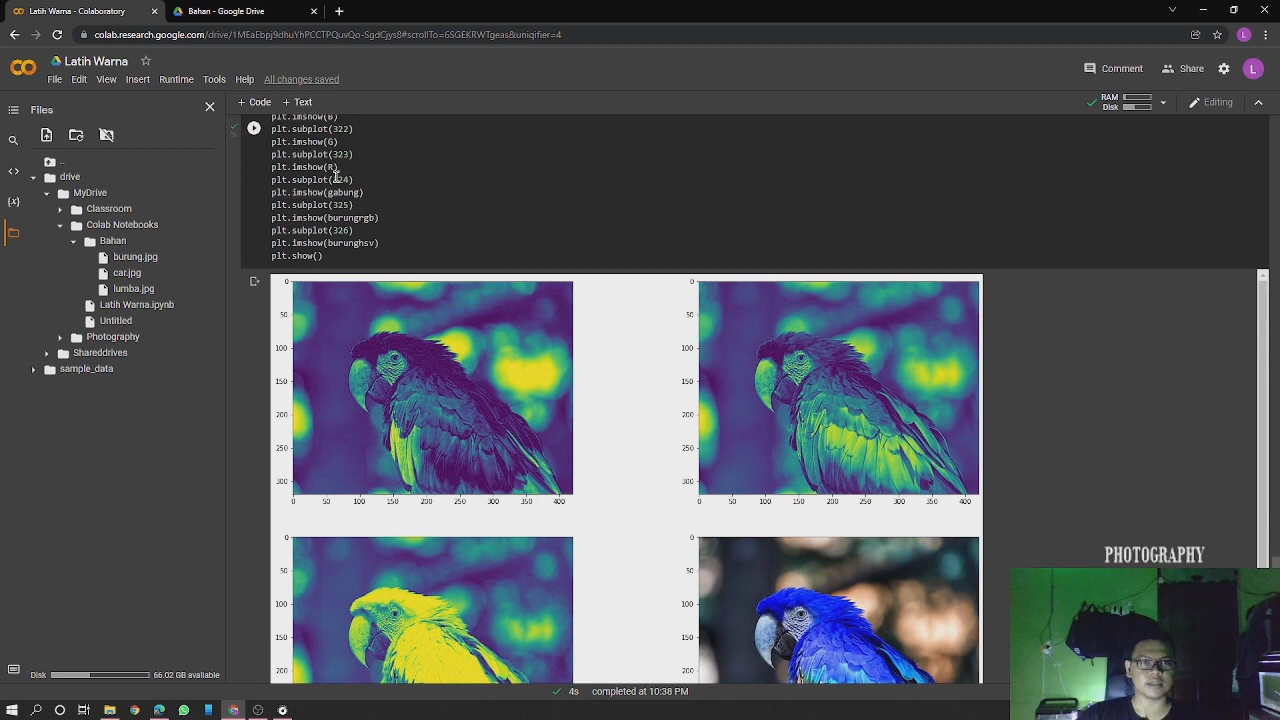 Latih Warna - Colaboratory
Bahan - Google Drive
colab.research.google.com/drive/1MEaEbpj9dhuYhPCCTPQuvQo-SgdCjys8#scrollTo=6SGEKRWTgeas&uniqifier=4
Latih Warna
File Edit View Insert Runtime Tools Help All changes saved
Comment
Share
L
Files
+ Code + Text
RAM
Disk
Editing
..
drive
MyDrive
Classroom
Colab Notebooks
Bahan
burung.jpg
car.jpg
lumba.jpg
Latih Warna.ipynb
Untitled
Photography
Shareddrives
sample_data
plt.imshow(B)
plt.subplot(322)
plt.imshow(G)
plt.subplot(323)
plt.imshow(R)
plt.subplot(324)
plt.imshow(gabung)
plt.subplot(325)
plt.imshow(burungrgb)
plt.subplot(326)
plt.imshow(burunghsv)
plt.show()
0
50
100
150
200
250
300
0 50 100 150 200 250 300 350 400
0
50
100
150
200
250
300
0 50 100 150 200 250 300 350 400
0
50
100
150
200
0
50
100
150
200
PHOTOGRAPHY
Disk
66.02 GB available
4s completed at 10:38 PM